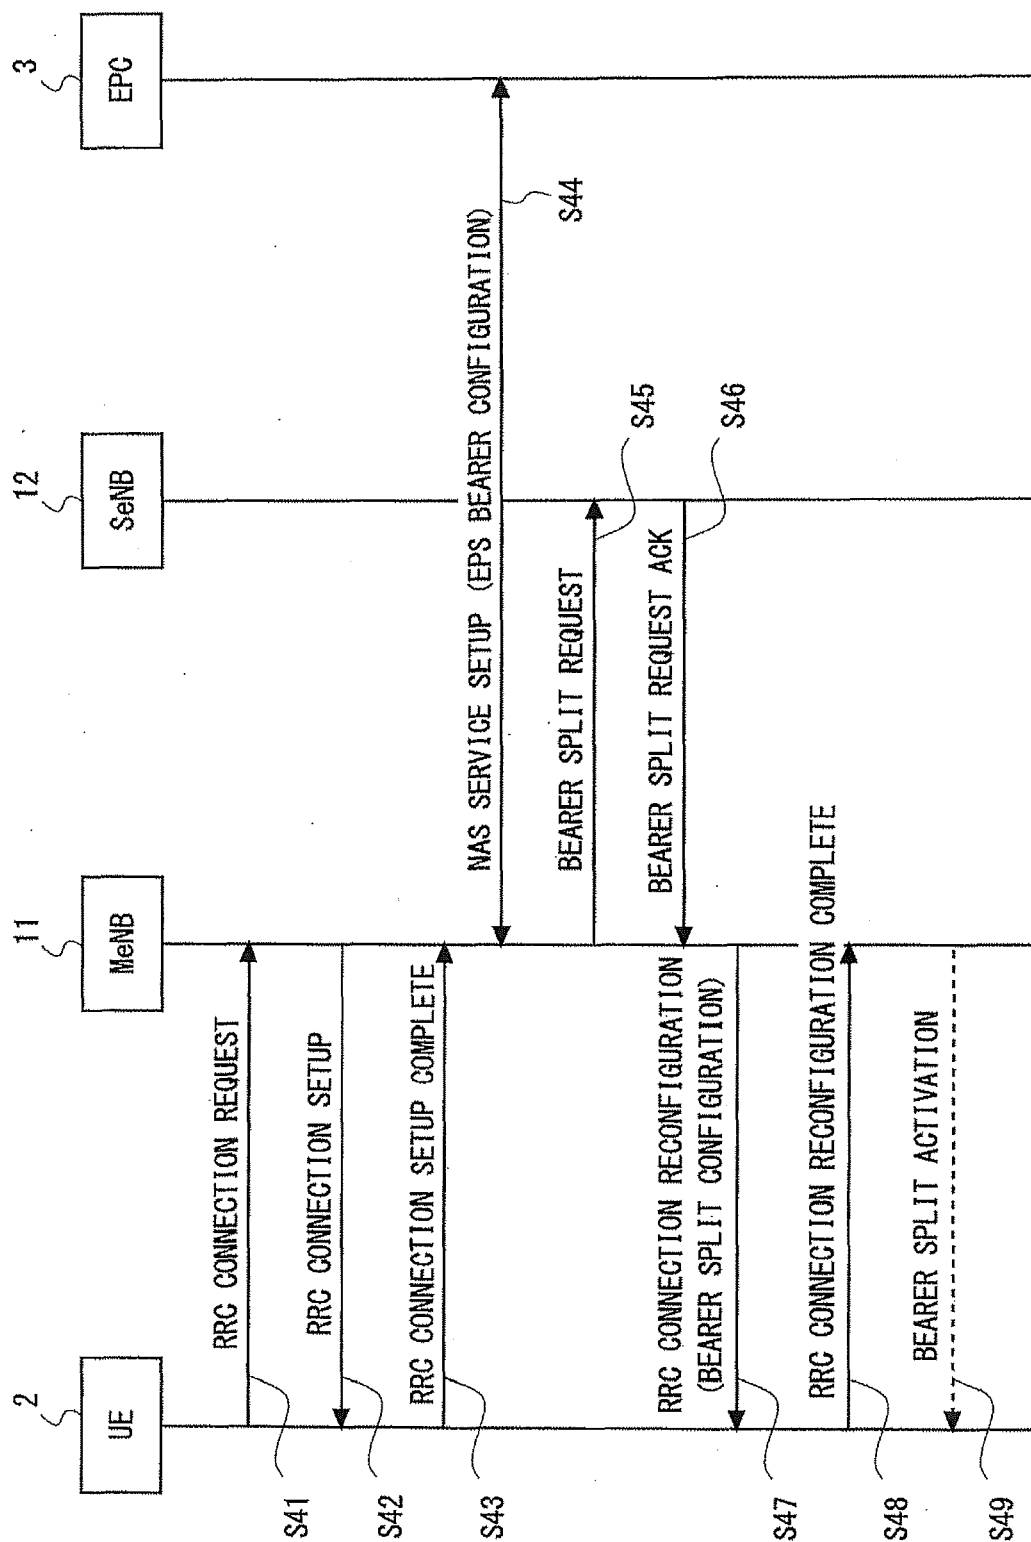 2
UE
11
MeNB
12
SeNB
3
EPC
RRC CONNECTION REQUEST
S41
RRC CONNECTION SETUP
S42
RRC CONNECTION SETUP COMPLETE
S43
NAS SERVICE SETUP (EPS BEARER CONFIGURATION)
S44
BEARER SPLIT REQUEST
S45
BEARER SPLIT REQUEST ACK
S46
RRC CONNECTION RECONFIGURATION
(BEARER SPLIT CONFIGURATION)
S47
RRC CONNECTION RECONFIGURATION COMPLETE
S48
BEARER SPLIT ACTIVATION
S49